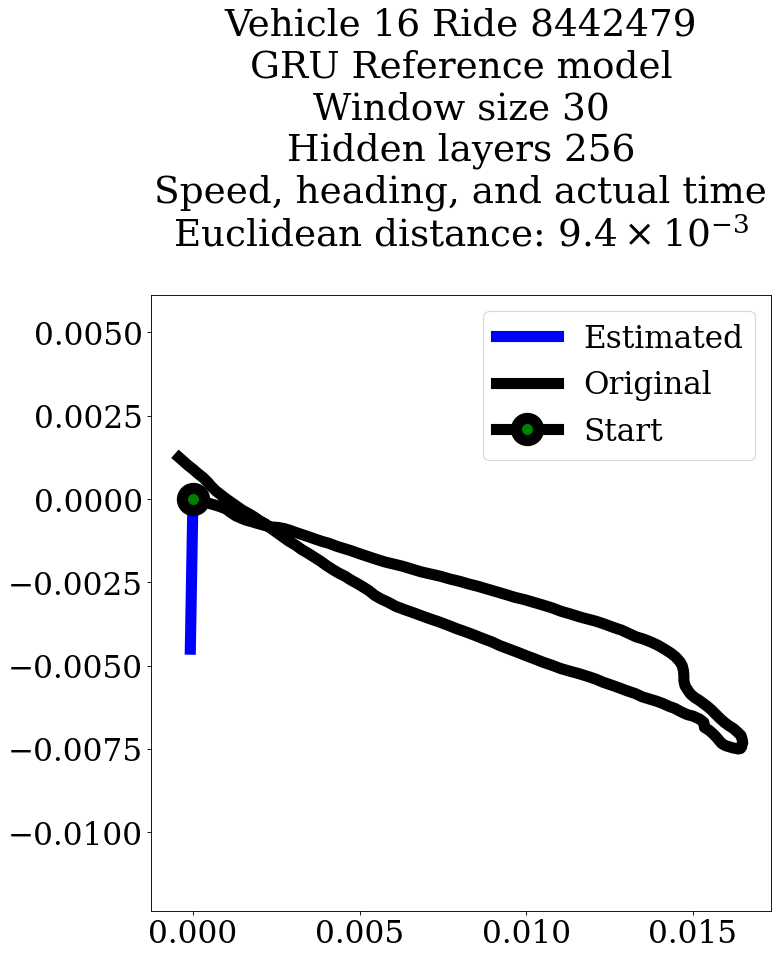 Vehicle 16 Ride 8442479
GRU Reference model
Window size 30
Hidden layers 256
Speed, heading, and actual time
Euclidean distance: 9.4 × 10⁻³
Estimated
Original
Start
0.0050
0.0025
0.0000
−0.0025
−0.0050
−0.0075
−0.0100
0.000 0.005 0.010 0.015